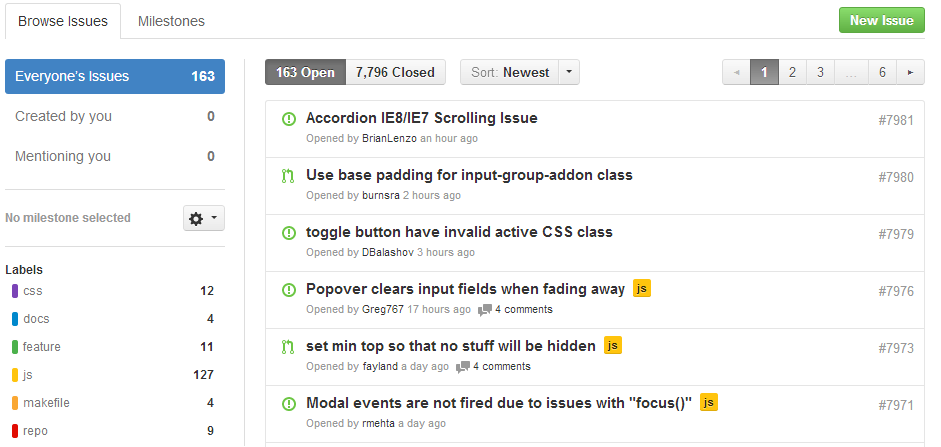 Browse Issues
Milestones
New Issue
Everyone's Issues 163
Created by you 0
Mentioning you 0
No milestone selected
Labels
css 12
docs 4
feature 11
js 127
makefile 4
repo 9
163 Open 7,796 Closed
Sort: Newest
1 2 3 ... 6
Accordion IE8/IE7 Scrolling Issue #7981
Opened by BrianLenzo an hour ago
Use base padding for input-group-addon class #7980
Opened by burnsra 2 hours ago
toggle button have invalid active CSS class #7979
Opened by DBalashov 3 hours ago
Popover clears input fields when fading away js #7976
Opened by Greg767 17 hours ago 4 comments
set min top so that no stuff will be hidden js #7973
Opened by fayland a day ago 4 comments
Modal events are not fired due to issues with "focus()" js #7971
Opened by rmehta a day ago